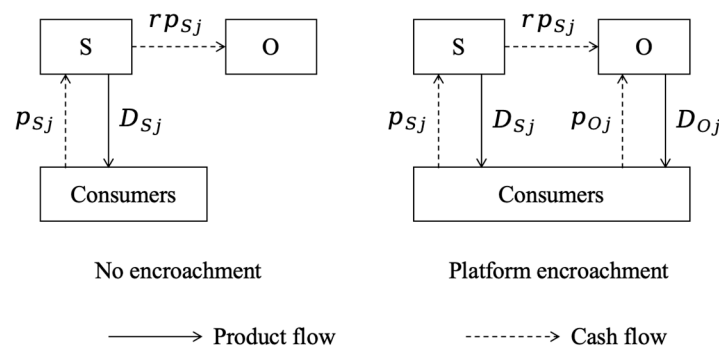 S
rp_{Sj}
O
p_{Sj}
D_{Sj}
Consumers
No encroachment
S
rp_{Sj}
O
p_{Sj}
D_{Sj}
p_{Oj}
D_{Oj}
Consumers
Platform encroachment
Product flow
Cash flow